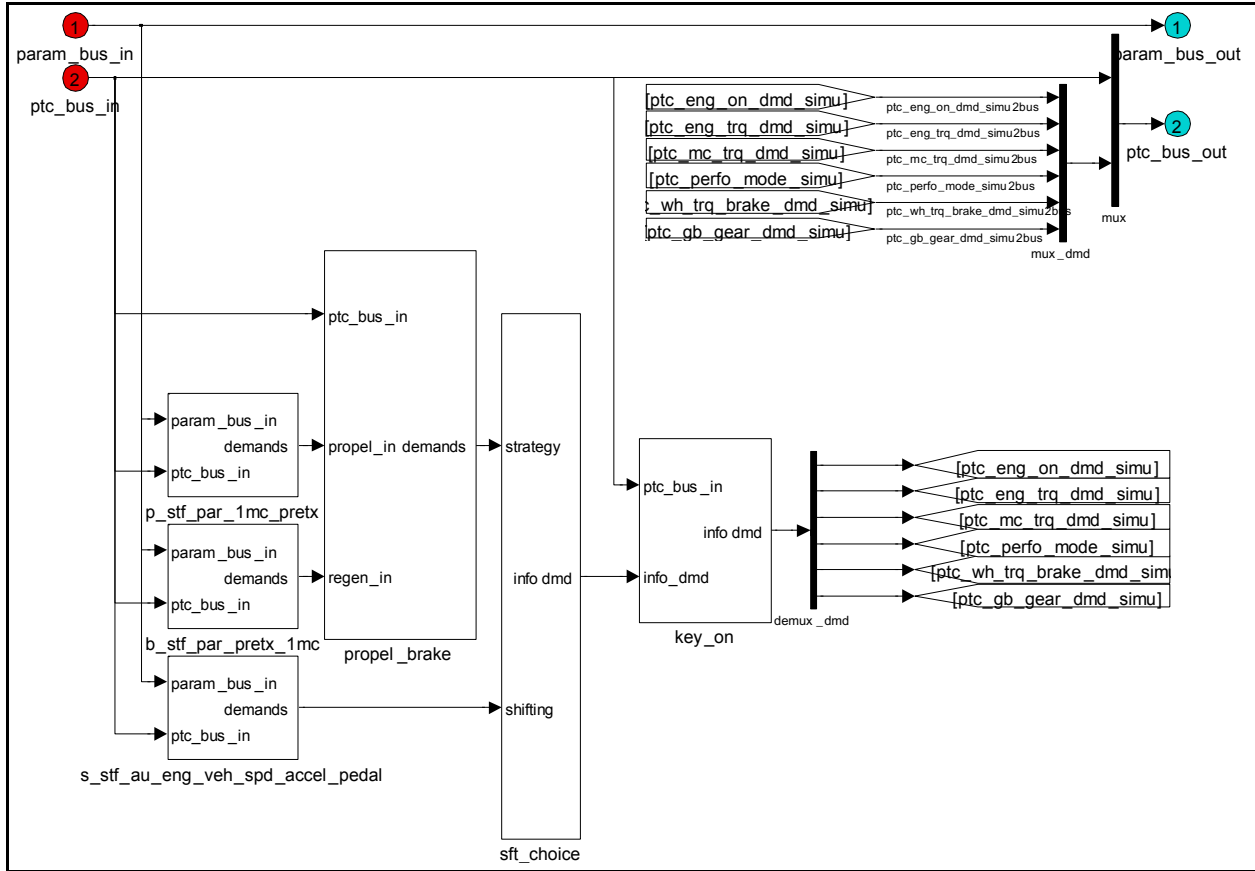 1
param_bus_in
2
ptc_bus_in
1
param_bus_out
2
ptc_bus_out
mux
[ptc_eng_on_dmd_simu]
ptc_eng_on_dmd_simu2bus
[ptc_eng_trq_dmd_simu]
ptc_eng_trq_dmd_simu2bus
[ptc_mc_trq_dmd_simu]
ptc_mc_trq_dmd_simu2bus
[ptc_perfo_mode_simu]
ptc_perfo_mode_simu2bus
c_wh_trq_brake_dmd_simu]
ptc_wh_trq_brake_dmd_simu2bus
[ptc_gb_gear_dmd_simu]
ptc_gb_gear_dmd_simu2bus
mux_dmd
ptc_bus_in
propel_in demands
regen_in
propel_brake
param_bus_in
demands
ptc_bus_in
p_stf_par_1mc_pretx
param_bus_in
demands
ptc_bus_in
b_stf_par_pretx_1mc
param_bus_in
demands
ptc_bus_in
s_stf_au_eng_veh_spd_accel_pedal
strategy
info dmd
shifting
sft_choice
ptc_bus_in
info dmd
info_dmd
key_on
demux_dmd
[ptc_eng_on_dmd_simu]
[ptc_eng_trq_dmd_simu]
[ptc_mc_trq_dmd_simu]
[ptc_perfo_mode_simu]
[ptc_wh_trq_brake_dmd_simu
[ptc_gb_gear_dmd_simu]